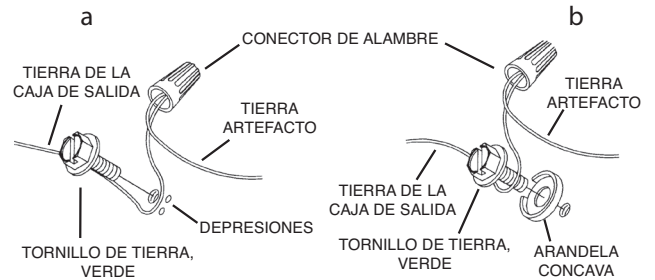 a
CONECTOR DE ALAMBRE
TIERRA DE LA
CAJA DE SALIDA
TIERRA
ARTEFACTO
DEPRESIONES
TORNILLO DE TIERRA,
VERDE
b
TIERRA
ARTEFACTO
TIERRA DE LA
CAJA DE SALIDA
TORNILLO DE TIERRA,
VERDE
ARANDELA
CONCAVA